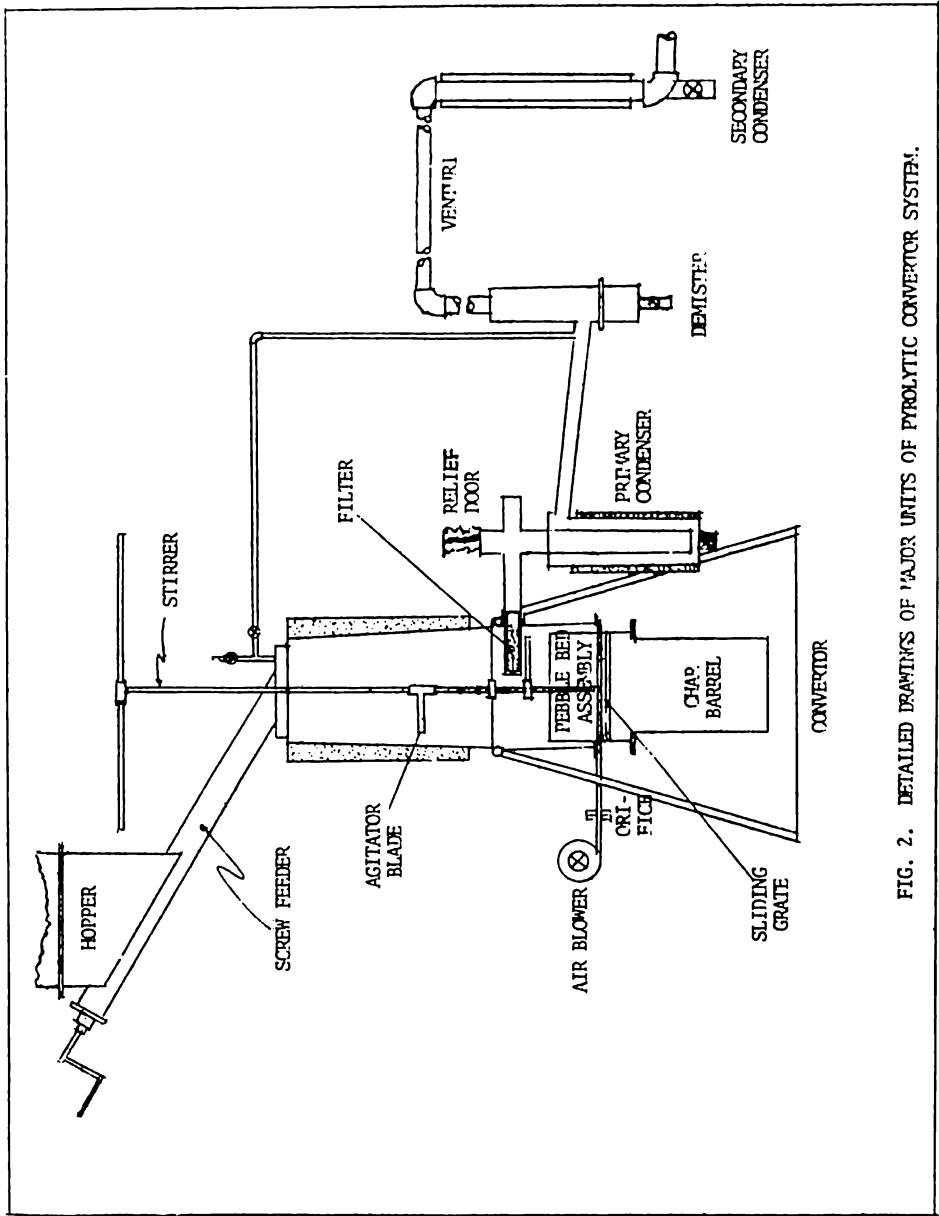 HOPPER
SCREW FEEDER
STIRRER
AGITATOR
BLADE
FILTER
RELIEF
DOOR
VENTURI
SECONDARY
CONDENSER
DEMISTER
PRIMARY
CONDENSER
PEBBLE BED
ASSEMBLY
AIR BLOWER
ORI-
FICE
CHAR
BARREL
SLIDING
GRATE
CONVERTOR
FIG. 2. DETAILED DRAWINGS OF MAJOR UNITS OF PYROLYTIC CONVERTOR SYSTEM.